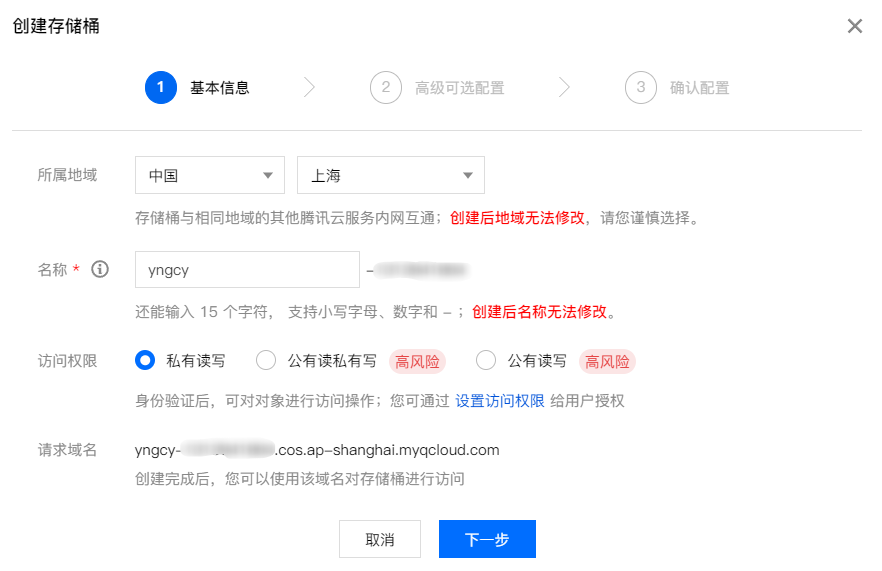 创建存储桶
1 基本信息 2 高级可选配置 3 确认配置
所属地域 中国 上海
存储桶与相同地域的其他腾讯云服务内网互通；创建后地域无法修改，请您谨慎选择。
名称 * yngcy -
还能输入 15 个字符， 支持小写字母、数字和 - ；创建后名称无法修改。
访问权限 私有读写 公有读私有写 高风险 公有读写 高风险
身份验证后，可对对象进行访问操作；您可通过 设置访问权限 给用户授权
请求域名 yngcy- .cos.ap-shanghai.myqcloud.com
创建完成后，您可以使用该域名对存储桶进行访问
取消 下一步